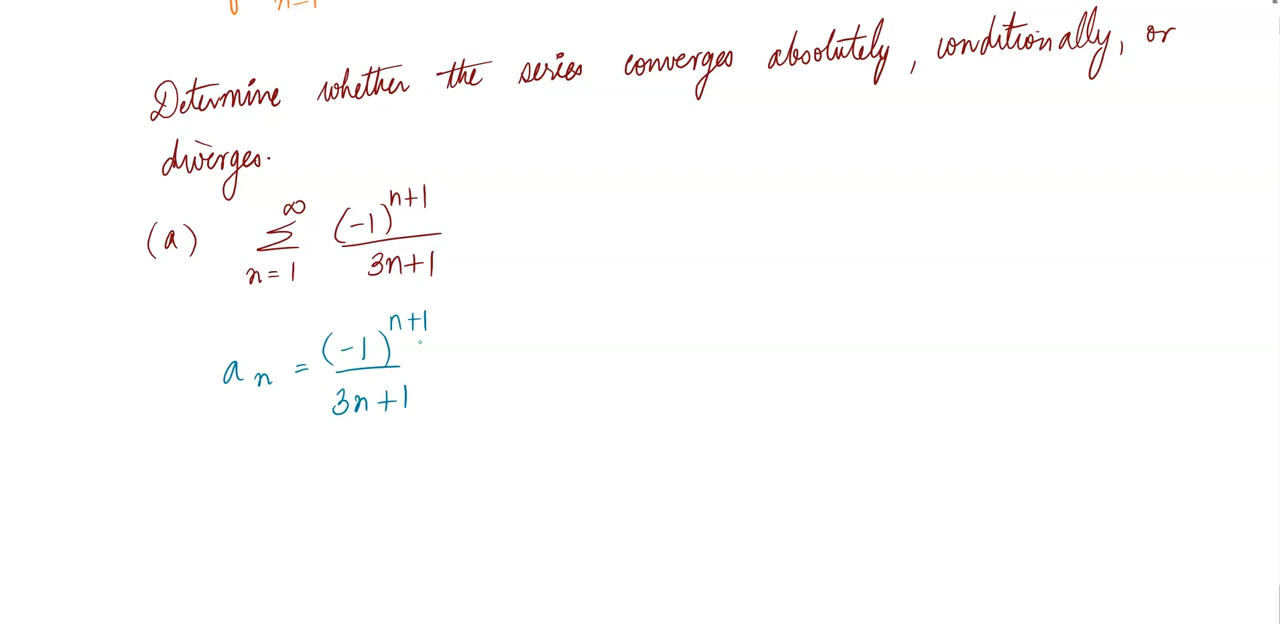 Determine whether the series converges absolutely, conditionally, or
diverges.
(a) ∞ Σ n=1 (-1)^{n+1} / 3n+1
a_n = (-1)^{n+1} / 3n+1